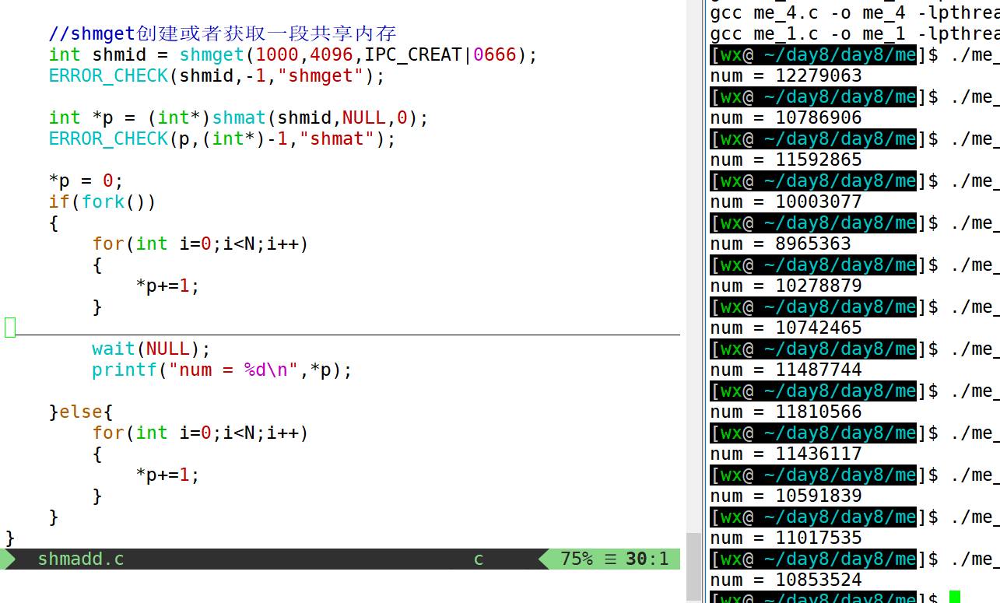 //shmget创建或者获取一段共享内存
int shmid = shmget(1000,4096,IPC_CREAT|0666);
ERROR_CHECK(shmid,-1,"shmget");
int *p = (int*)shmat(shmid,NULL,0);
ERROR_CHECK(p,(int*)-1,"shmat");
*p = 0;
if(fork())
{
for(int i=0;i<N;i++)
{
*p+=1;
}
wait(NULL);
printf("num = %d\n",*p);
}else{
for(int i=0;i<N;i++)
{
*p+=1;
}
}
}
shmadd.c c 75% ☰ 30:1
gcc me_4.c -o me_4 -lpthrea
gcc me_1.c -o me_1 -lpthrea
[wx@ ~/day8/day8/me]$ ./me_
num = 12279063
[wx@ ~/day8/day8/me]$ ./me_
num = 10786906
[wx@ ~/day8/day8/me]$ ./me_
num = 11592865
[wx@ ~/day8/day8/me]$ ./me_
num = 10003077
[wx@ ~/day8/day8/me]$ ./me_
num = 8965363
[wx@ ~/day8/day8/me]$ ./me_
num = 10278879
[wx@ ~/day8/day8/me]$ ./me_
num = 10742465
[wx@ ~/day8/day8/me]$ ./me_
num = 11487744
[wx@ ~/day8/day8/me]$ ./me_
num = 11810566
[wx@ ~/day8/day8/me]$ ./me_
num = 11436117
[wx@ ~/day8/day8/me]$ ./me_
num = 10591839
[wx@ ~/day8/day8/me]$ ./me_
num = 11017535
[wx@ ~/day8/day8/me]$ ./me_
num = 10853524
[wx@ ~/day8/day8/me]$